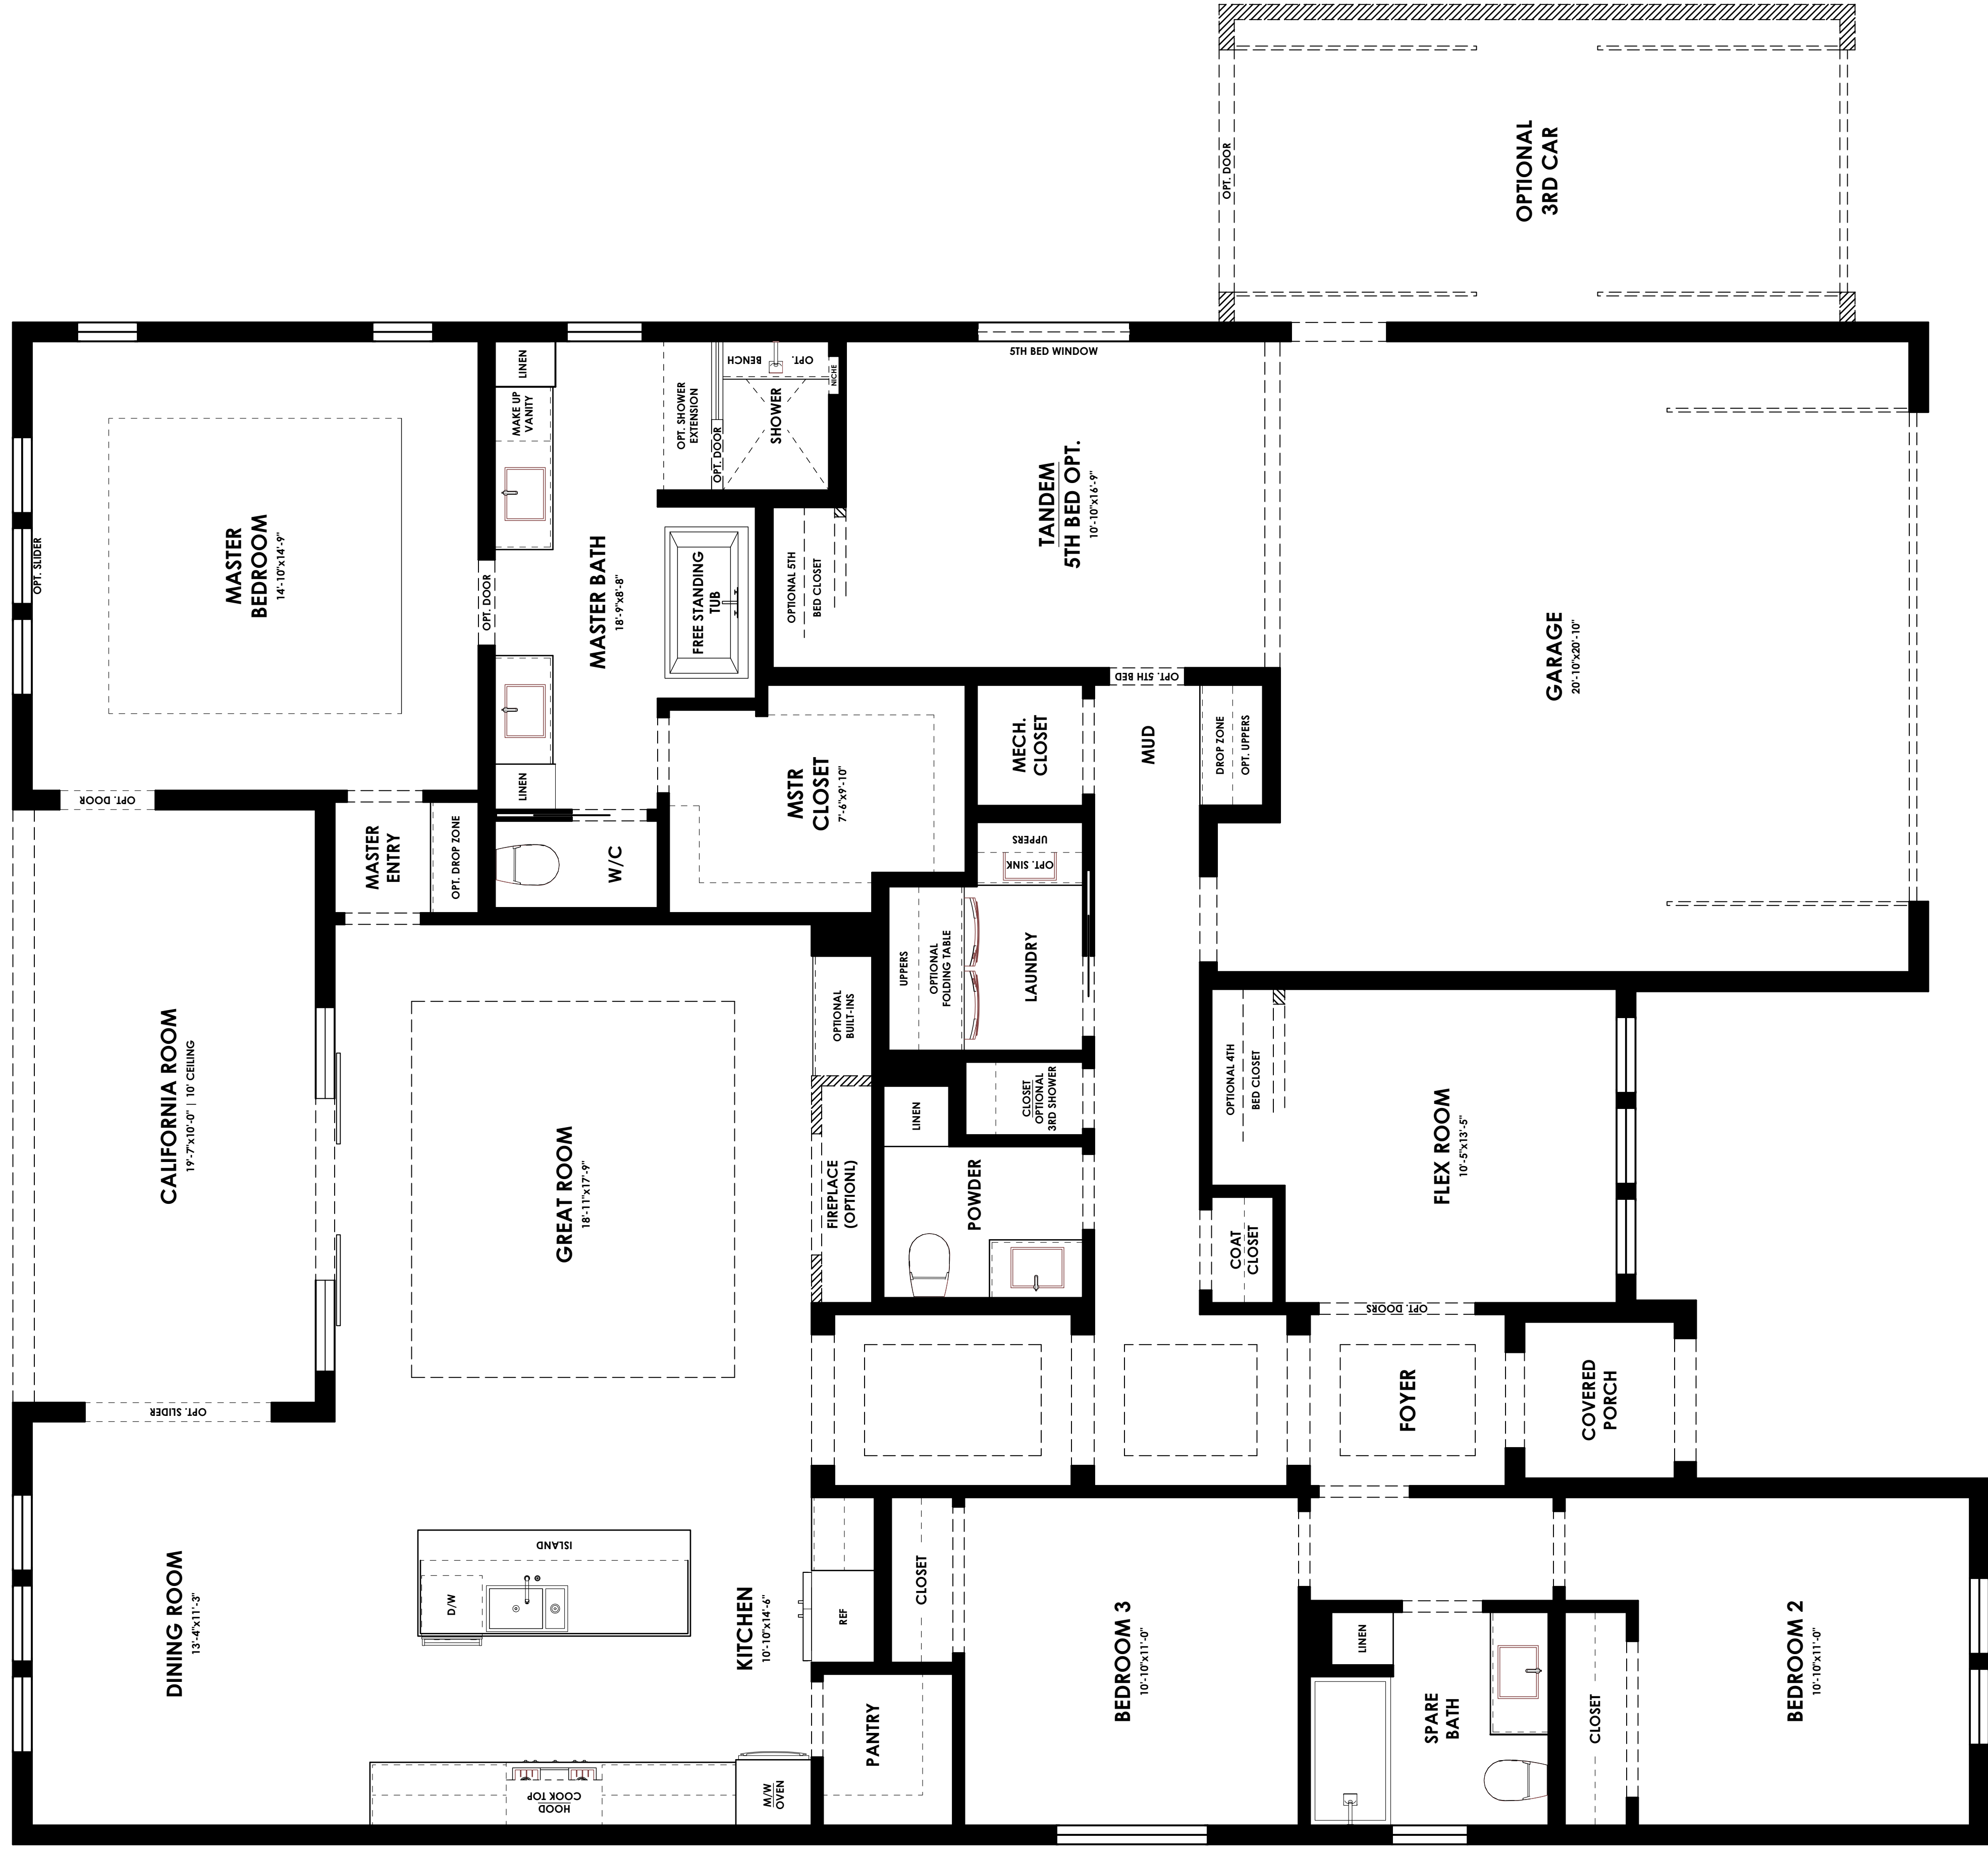 OPT. DOOR
OPTIONAL
3RD CAR
5TH BED WINDOW
LINEN
MAKE UP
VANITY
OPT. SHOWER
EXTENSION
OPT. DOOR
BENCH
OPT.
NICHE
SHOWER
OPT. SLIDER
MASTER
BEDROOM
14'-10"x14'-9"
OPT. DOOR
MASTER BATH
18'-9"x8'-8"
FREE STANDING
TUB
OPTIONAL 5TH
BED CLOSET
TANDEM
5TH BED OPT.
10'-10"x16'-9"
GARAGE
20'-10"x20'-10"
OPT. 5TH BED
OPT. DOOR
MASTER
ENTRY
OPT. DROP ZONE
LINEN
W/C
MSTR
CLOSET
7'-6"x9'-10"
MECH.
CLOSET
MUD
DROP ZONE
OPT. UPPERS
UPPERS
OPT. SINK
UPPERS
OPTIONAL
FOLDING TABLE
LAUNDRY
CALIFORNIA ROOM
19'-7"x10'-0" | 10' CEILING
GREAT ROOM
18'-11"x17'-9"
OPTIONAL
BUILT-INS
FIREPLACE
(OPTIONL)
LINEN
CLOSET
OPTIONAL
3RD SHOWER
POWDER
OPTIONAL 4TH
BED CLOSET
COAT
CLOSET
FLEX ROOM
10'-5"x13'-5"
OPT. DOORS
OPT. SLIDER
FOYER
COVERED
PORCH
DINING ROOM
13'-4"x11'-3"
ISLAND
D/W
KITCHEN
10'-10"x14'-6"
REF
CLOSET
BEDROOM 3
10'-10"x11'-0"
LINEN
SPARE
BATH
CLOSET
BEDROOM 2
10'-10"x11'-0"
HOOD
COOK TOP
M/W
OVEN
PANTRY